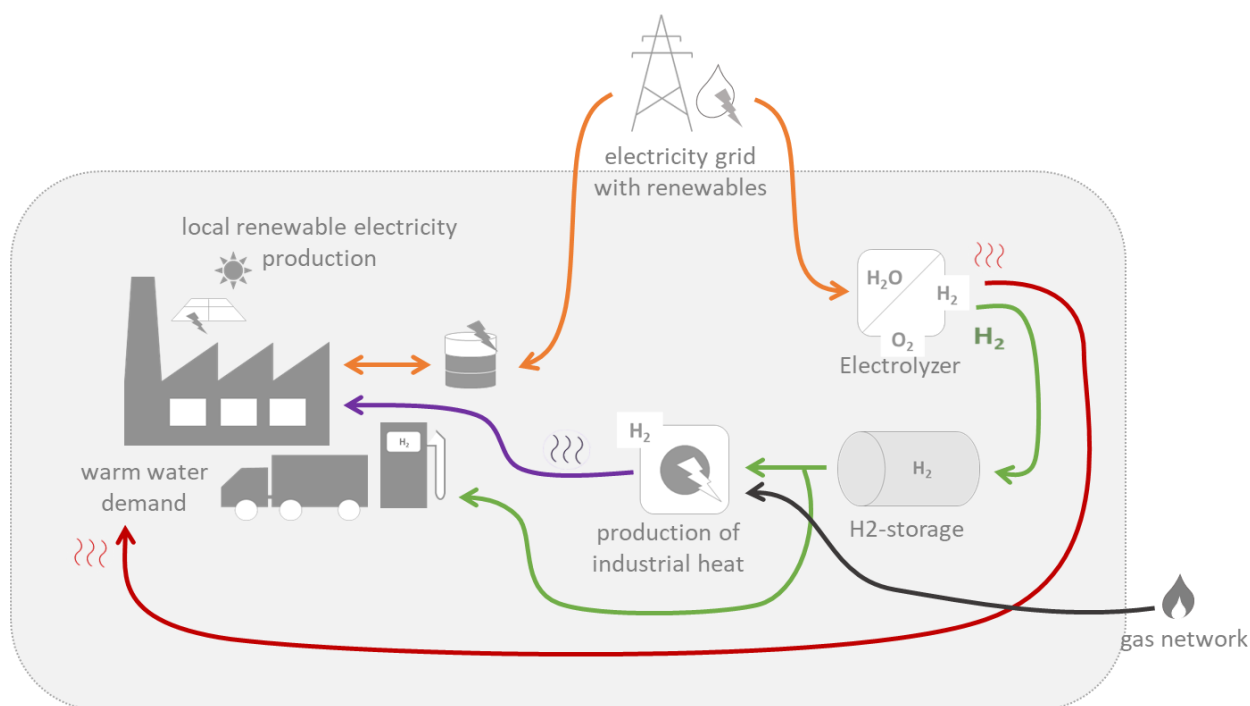 electricity grid
with renewables
local renewable electricity
production
H₂O
H₂
O₂
H₂
Electrolyzer
H₂
H₂
warm water
demand
H₂
H2-storage
production of
industrial heat
gas network